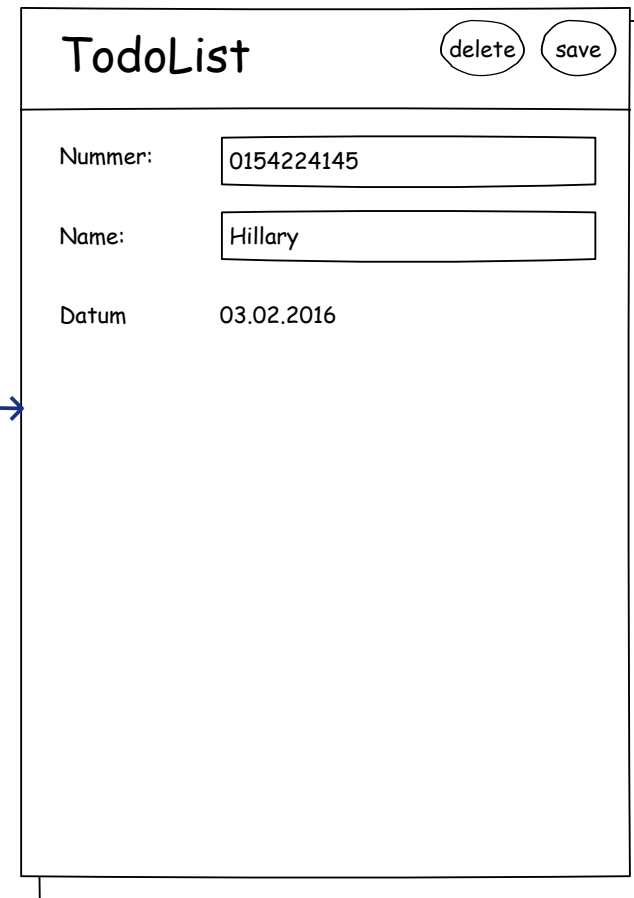 TodoList
delete save
Nummer: 0154224145
Name: Hillary
Datum 03.02.2016